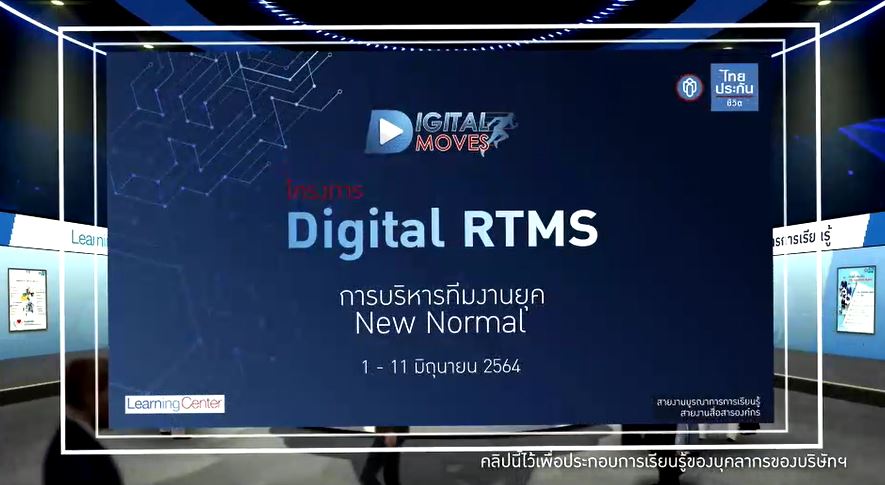 ไทย
ประกัน
ชีวิต
DIGITAL
MOVES
โครงการ
Digital RTMS
การบริหารทีมงานยุค
New Normal
1 - 11 มิถุนายน 2564
Learning Center
สายงานบูรณาการการเรียนรู้
สายงานสื่อสารองค์กร
คลิปนี้ไว้เพื่อประกอบการเรียนรู้ของบุคลากรของบริษัทฯ